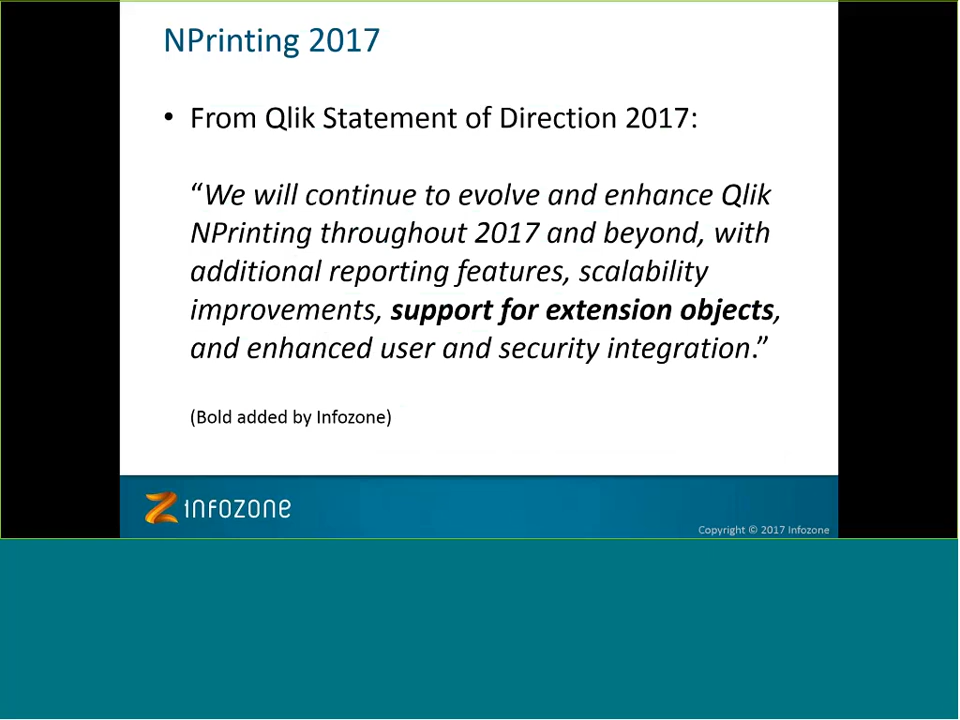 NPrinting 2017
• From Qlik Statement of Direction 2017:
“We will continue to evolve and enhance Qlik
NPrinting throughout 2017 and beyond, with
additional reporting features, scalability
improvements, support for extension objects,
and enhanced user and security integration.”
(Bold added by Infozone)
infozone
Copyright © 2017 Infozone